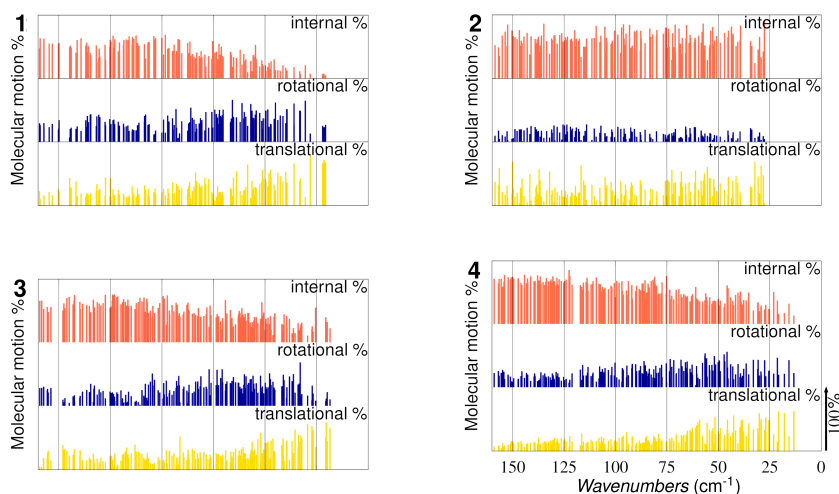 1
Molecular motion %
internal %
rotational %
translational %
2
Molecular motion %
internal %
rotational %
translational %
3
Molecular motion %
internal %
rotational %
translational %
4
Molecular motion %
internal %
rotational %
translational %
100%
150 125 100 75 50 25 0
Wavenumbers (cm⁻¹)